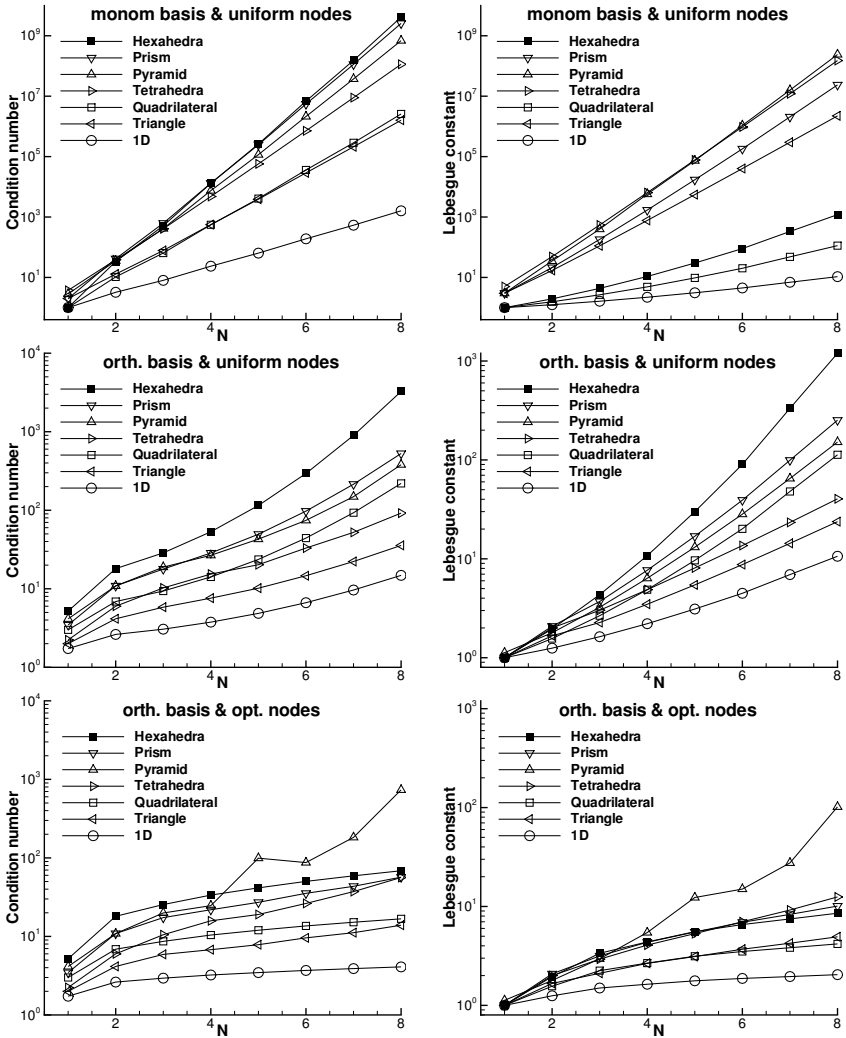 monom basis & uniform nodes
Condition number
10^9
10^7
10^5
10^3
10^1
Hexahedra
Prism
Pyramid
Tetrahedra
Quadrilateral
Triangle
1D
2
4
6
8
N
monom basis & uniform nodes
Lebesgue constant
10^9
10^7
10^5
10^3
10^1
Hexahedra
Prism
Pyramid
Tetrahedra
Quadrilateral
Triangle
1D
2
4
6
8
N
orth. basis & uniform nodes
Condition number
10^4
10^3
10^2
10^1
10^0
Hexahedra
Prism
Pyramid
Tetrahedra
Quadrilateral
Triangle
1D
2
4
6
8
N
orth. basis & uniform nodes
Lebesgue constant
10^3
10^2
10^1
10^0
Hexahedra
Prism
Pyramid
Tetrahedra
Quadrilateral
Triangle
1D
2
4
6
8
N
orth. basis & opt. nodes
Condition number
10^4
10^3
10^2
10^1
10^0
Hexahedra
Prism
Pyramid
Tetrahedra
Quadrilateral
Triangle
1D
2
4
6
8
N
orth. basis & opt. nodes
Lebesgue constant
10^3
10^2
10^1
10^0
Hexahedra
Prism
Pyramid
Tetrahedra
Quadrilateral
Triangle
1D
2
4
6
8
N